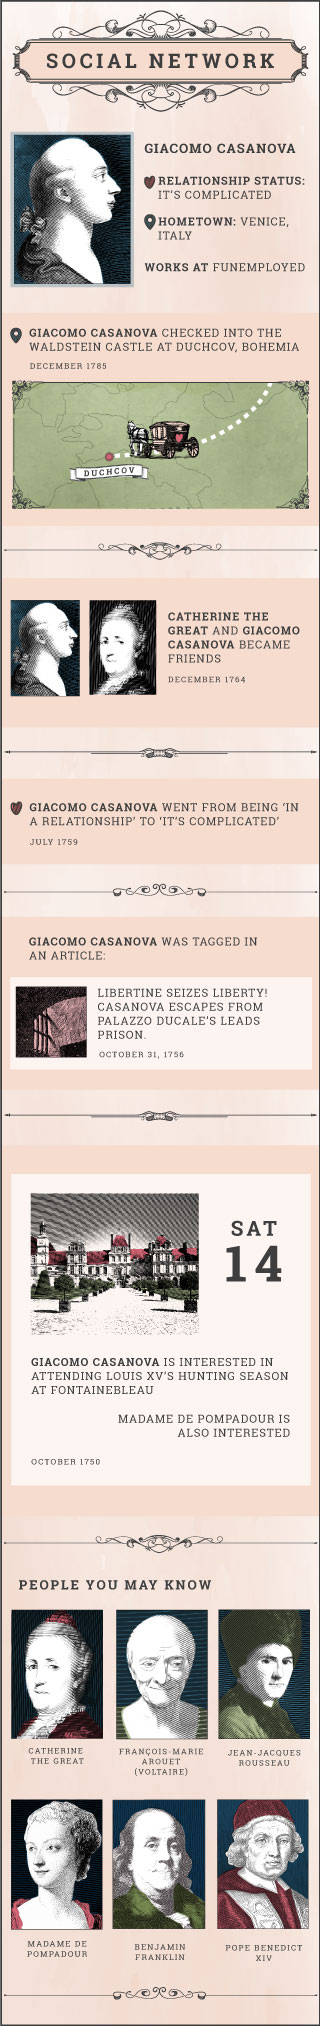 SOCIAL NETWORK
GIACOMO CASANOVA
RELATIONSHIP STATUS:
IT'S COMPLICATED
HOMETOWN: VENICE,
ITALY
WORKS AT FUNEMPLOYED
GIACOMO CASANOVA CHECKED INTO THE
WALDSTEIN CASTLE AT DUCHCOV, BOHEMIA
DECEMBER 1785
DUCHCOV
CATHERINE THE
GREAT AND GIACOMO
CASANOVA BECAME
FRIENDS
DECEMBER 1764
GIACOMO CASANOVA WENT FROM BEING 'IN
A RELATIONSHIP' TO 'IT'S COMPLICATED'
JULY 1759
GIACOMO CASANOVA WAS TAGGED IN
AN ARTICLE:
LIBERTINE SEIZES LIBERTY!
CASANOVA ESCAPES FROM
PALAZZO DUCALE'S LEADS
PRISON.
OCTOBER 31, 1756
SAT
14
GIACOMO CASANOVA IS INTERESTED IN
ATTENDING LOUIS XV'S HUNTING SEASON
AT FONTAINEBLEAU
MADAME DE POMPADOUR IS
ALSO INTERESTED
OCTOBER 1750
PEOPLE YOU MAY KNOW
CATHERINE
THE GREAT
FRANÇOIS-MARIE
AROUET
(VOLTAIRE)
JEAN-JACQUES
ROUSSEAU
MADAME DE
POMPADOUR
BENJAMIN
FRANKLIN
POPE BENEDICT
XIV